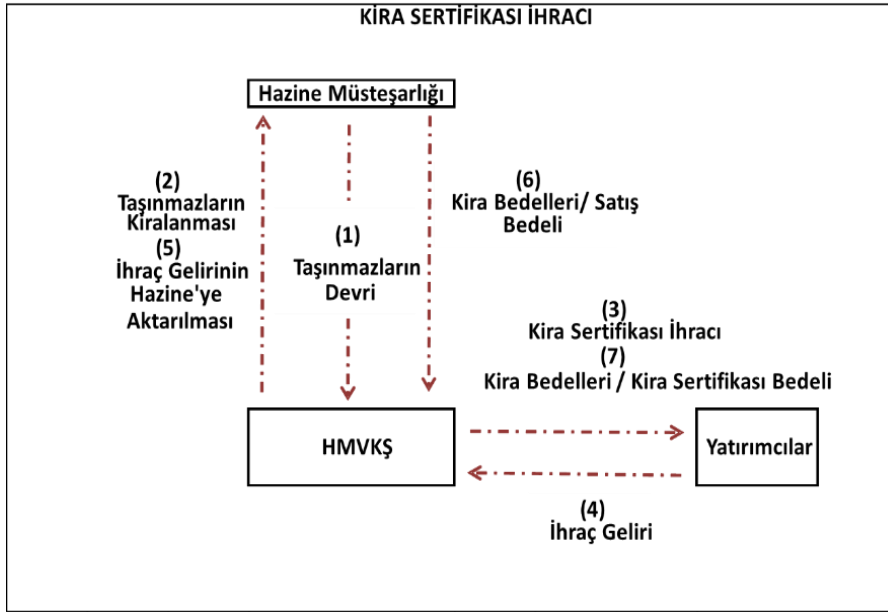 KİRA SERTİFİKASI İHRACI
Hazine Müsteşarlığı
(2)
Taşınmazların
Kiralanması
(5)
İhraç Gelirinin
Hazine'ye
Aktarılması
(1)
Taşınmazların
Devri
(6)
Kira Bedelleri/ Satış
Bedeli
(3)
Kira Sertifikası İhracı
(7)
Kira Bedelleri / Kira Sertifikası Bedeli
HMVKŞ
Yatırımcılar
(4)
İhraç Geliri